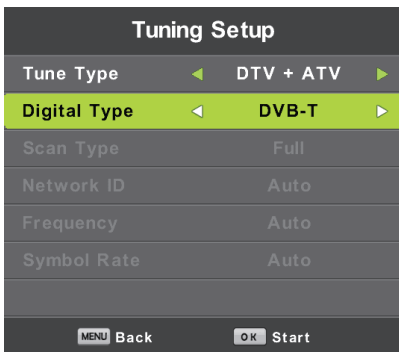 Tuning Setup
Tune Type DTV + ATV
Digital Type DVB-T
Scan Type Full
Network ID Auto
Frequency Auto
Symbol Rate Auto
MENU Back OK Start